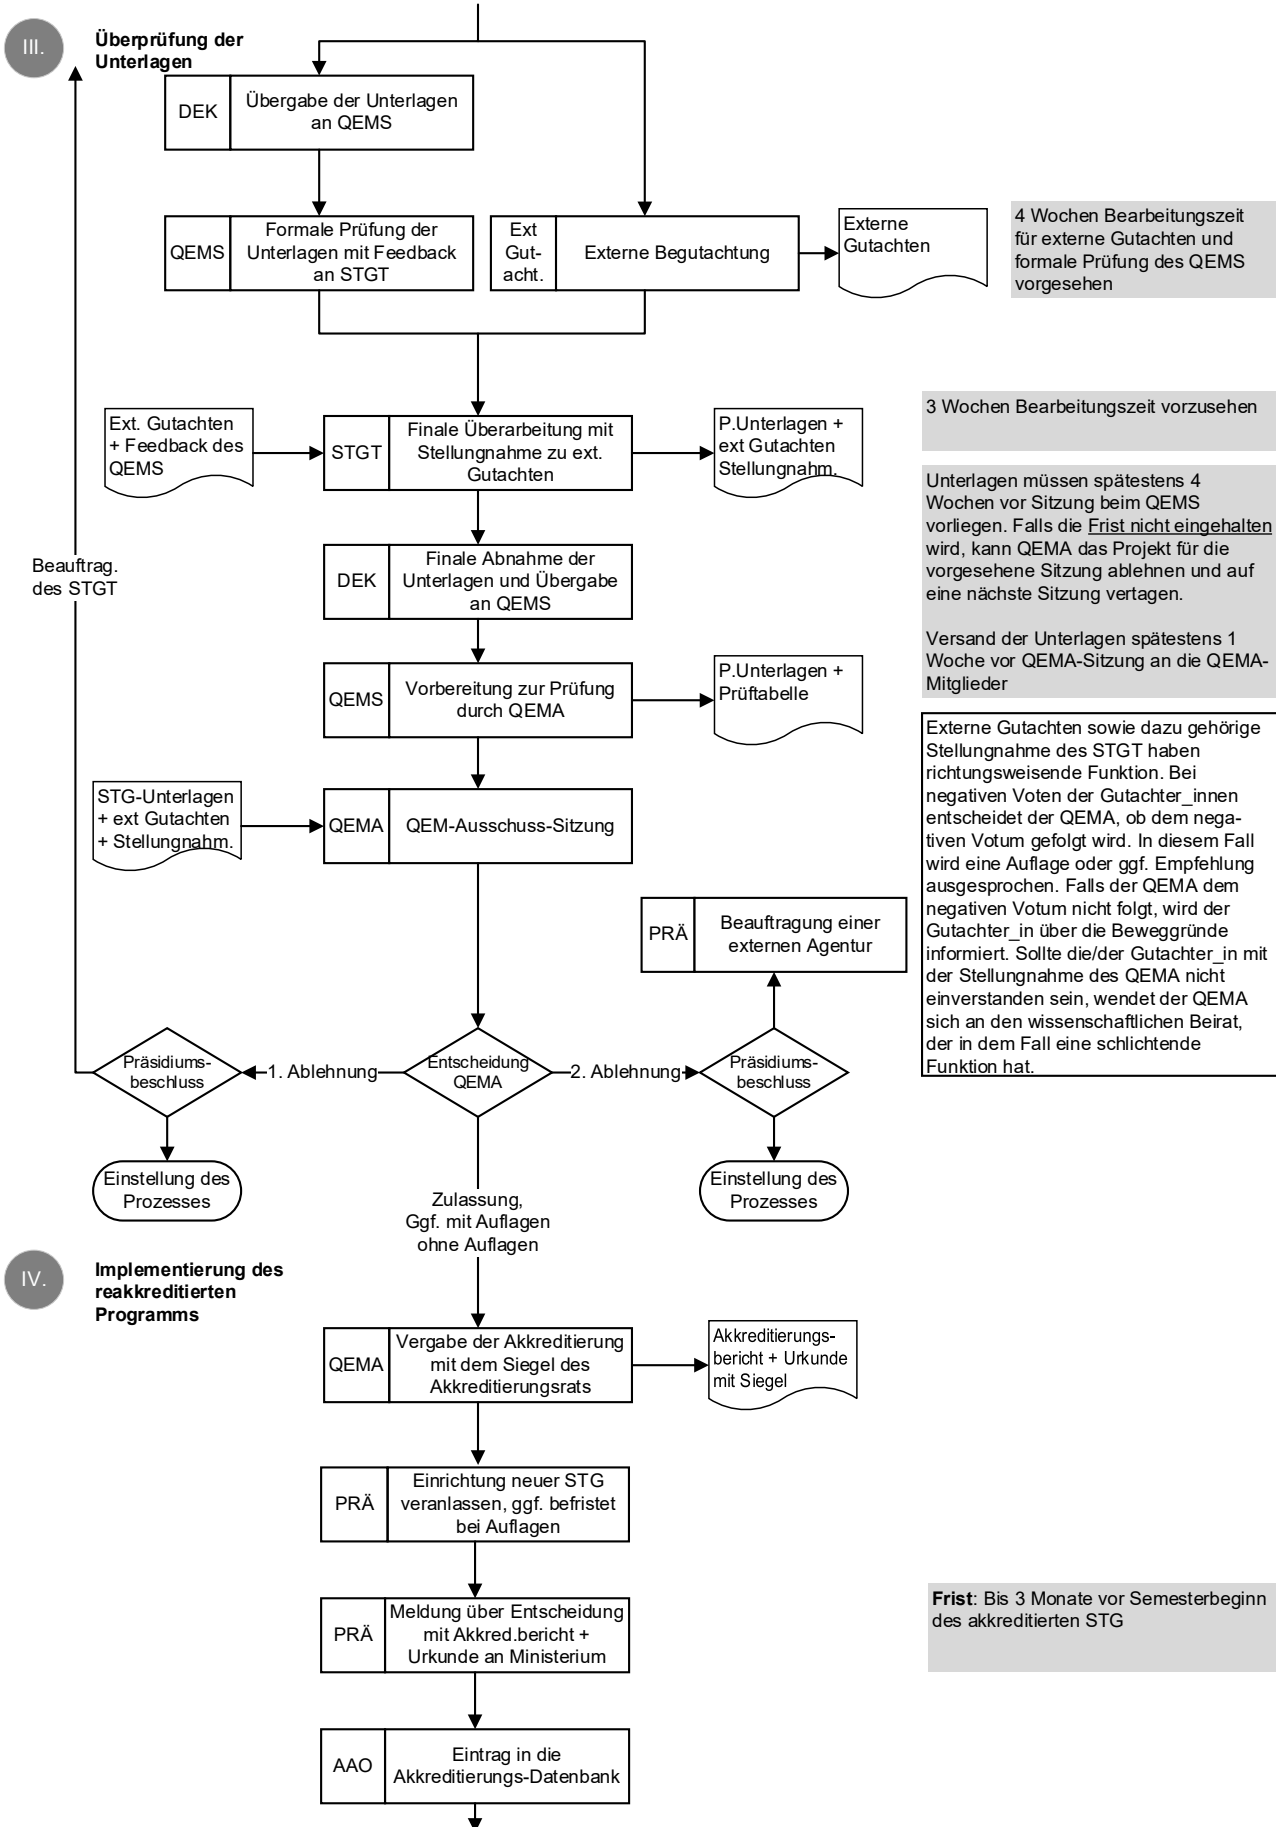 III.
Überprüfung der
Unterlagen
DEK
Übergabe der Unterlagen
an QEMS
QEMS
Formale Prüfung der
Unterlagen mit Feedback
an STGT
Ext
Gut-
acht.
Externe Begutachtung
Externe
Gutachten
4 Wochen Bearbeitungszeit
für externe Gutachten und
formale Prüfung des QEMS
vorgesehen
Ext. Gutachten
+ Feedback des
QEMS
STGT
Finale Überarbeitung mit
Stellungnahme zu ext.
Gutachten
P.Unterlagen +
ext Gutachten
Stellungnahm.
3 Wochen Bearbeitungszeit vorzusehen
Unterlagen müssen spätestens 4
Wochen vor Sitzung beim QEMS
vorliegen. Falls die Frist nicht eingehalten
wird, kann QEMA das Projekt für die
vorgesehene Sitzung ablehnen und auf
eine nächste Sitzung vertagen.
Versand der Unterlagen spätestens 1
Woche vor QEMA-Sitzung an die QEMA-
Mitglieder
Beauftrag.
des STGT
DEK
Finale Abnahme der
Unterlagen und Übergabe
an QEMS
QEMS
Vorbereitung zur Prüfung
durch QEMA
P.Unterlagen +
Prüftabelle
Externe Gutachten sowie dazu gehörige
Stellungnahme des STGT haben
richtungsweisende Funktion. Bei
negativen Voten der Gutachter_innen
entscheidet der QEMA, ob dem nega-
tiven Votum gefolgt wird. In diesem Fall
wird eine Auflage oder ggf. Empfehlung
ausgesprochen. Falls der QEMA dem
negativen Votum nicht folgt, wird der
Gutachter_in über die Beweggründe
informiert. Sollte die/der Gutachter_in mit
der Stellungnahme des QEMA nicht
einverstanden sein, wendet der QEMA
sich an den wissenschaftlichen Beirat,
der in dem Fall eine schlichtende
Funktion hat.
STG-Unterlagen
+ ext Gutachten
+ Stellungnahm.
QEMA
QEM-Ausschuss-Sitzung
PRÄ
Beauftragung einer
externen Agentur
Präsidiums-
beschluss
1. Ablehnung
Entscheidung
QEMA
2. Ablehnung
Präsidiums-
beschluss
Einstellung des
Prozesses
Einstellung des
Prozesses
Zulassung,
Ggf. mit Auflagen
ohne Auflagen
IV.
Implementierung des
reakkreditierten
Programms
QEMA
Vergabe der Akkreditierung
mit dem Siegel des
Akkreditierungsrats
Akkreditierungs-
bericht + Urkunde
mit Siegel
PRÄ
Einrichtung neuer STG
veranlassen, ggf. befristet
bei Auflagen
PRÄ
Meldung über Entscheidung
mit Akkred.bericht +
Urkunde an Ministerium
Frist: Bis 3 Monate vor Semesterbeginn
des akkreditierten STG
AAO
Eintrag in die
Akkreditierungs-Datenbank